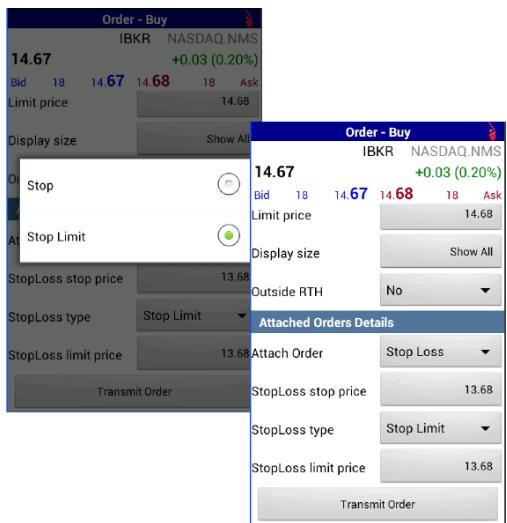 Order - Buy
IBKR NASDAQ.NMS
14.67 +0.03 (0.20%)
Bid 18 14.67 14.68 18 Ask
Limit price 14.68
Display size Show All
Stop
Stop Limit
StopLoss stop price 13.68
StopLoss type Stop Limit
StopLoss limit price 13.68
Transmit Order
Order - Buy
IBKR NASDAQ.NMS
14.67 +0.03 (0.20%)
Bid 18 14.67 14.68 18 Ask
Limit price 14.68
Display size Show All
Outside RTH No
Attached Orders Details
Attach Order Stop Loss
StopLoss stop price 13.68
StopLoss type Stop Limit
StopLoss limit price 13.68
Transmit Order